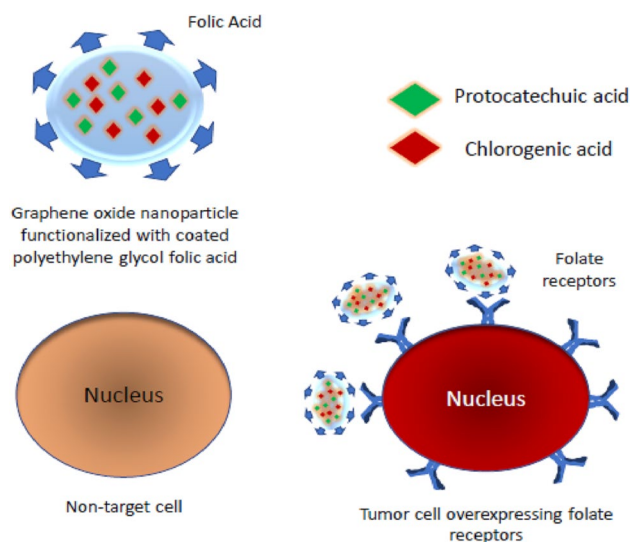 Folic Acid
Protocatechuic acid
Chlorogenic acid
Graphene oxide nanoparticle
functionalized with coated
polyethylene glycol folic acid
Folate
receptors
Nucleus
Nucleus
Non-target cell
Tumor cell overexpressing folate
receptors